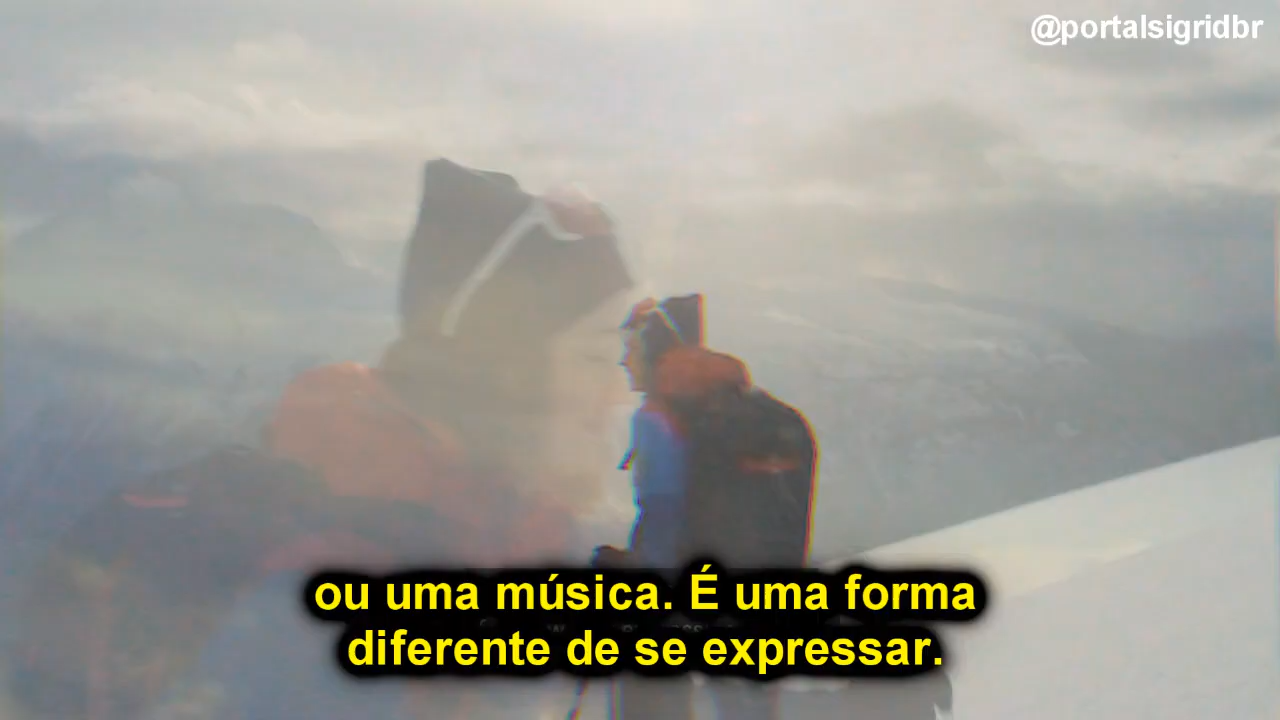 @portalsigridbr
ou uma música. É uma forma
diferente de se expressar.